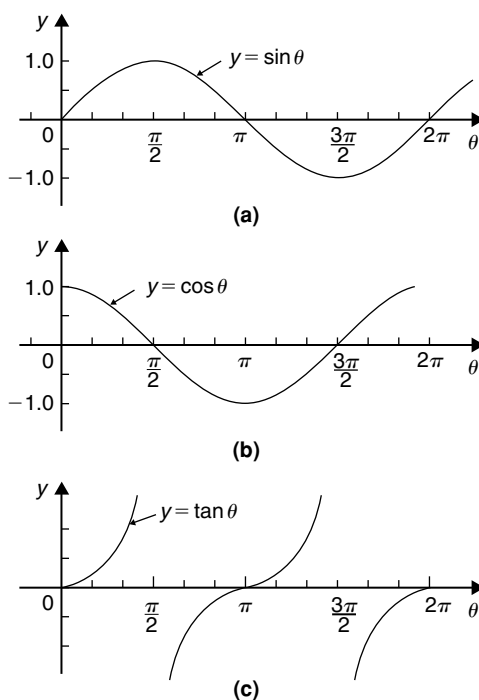 y
1.0
y = sin θ
0
π/2
π
3π/2
2π
θ
−1.0
(a)
y
1.0
y = cos θ
0
π/2
π
3π/2
2π
θ
−1.0
(b)
y
y = tan θ
0
π/2
π
3π/2
2π
θ
(c)